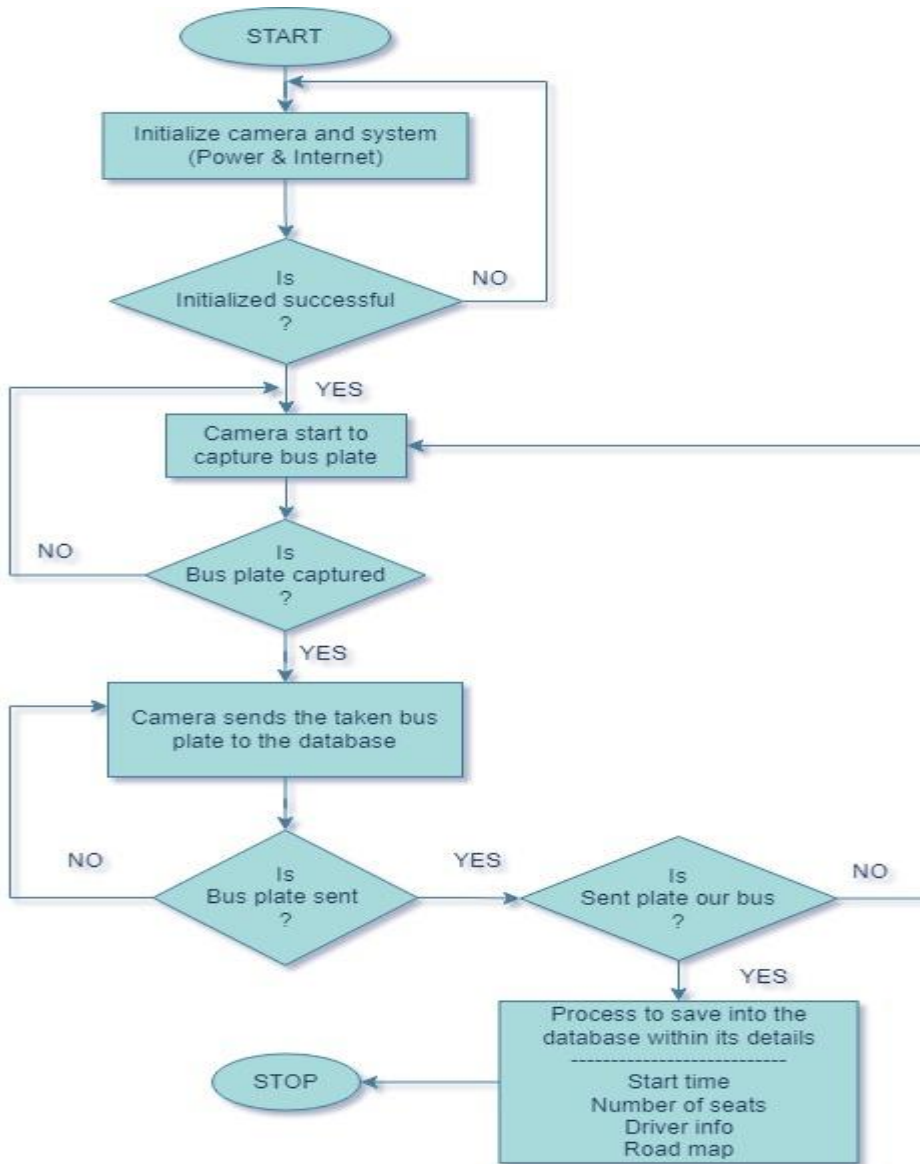 START
Initialize camera and system
(Power & Internet)
Is
Initialized successful
?
NO
YES
Camera start to
capture bus plate
NO
Is
Bus plate captured
?
YES
Camera sends the taken bus
plate to the database
NO
Is
Bus plate sent
?
YES
Is
Sent plate our bus
?
NO
YES
Process to save into the
database within its details
---------------------------
Start time
Number of seats
Driver info
Road map
STOP